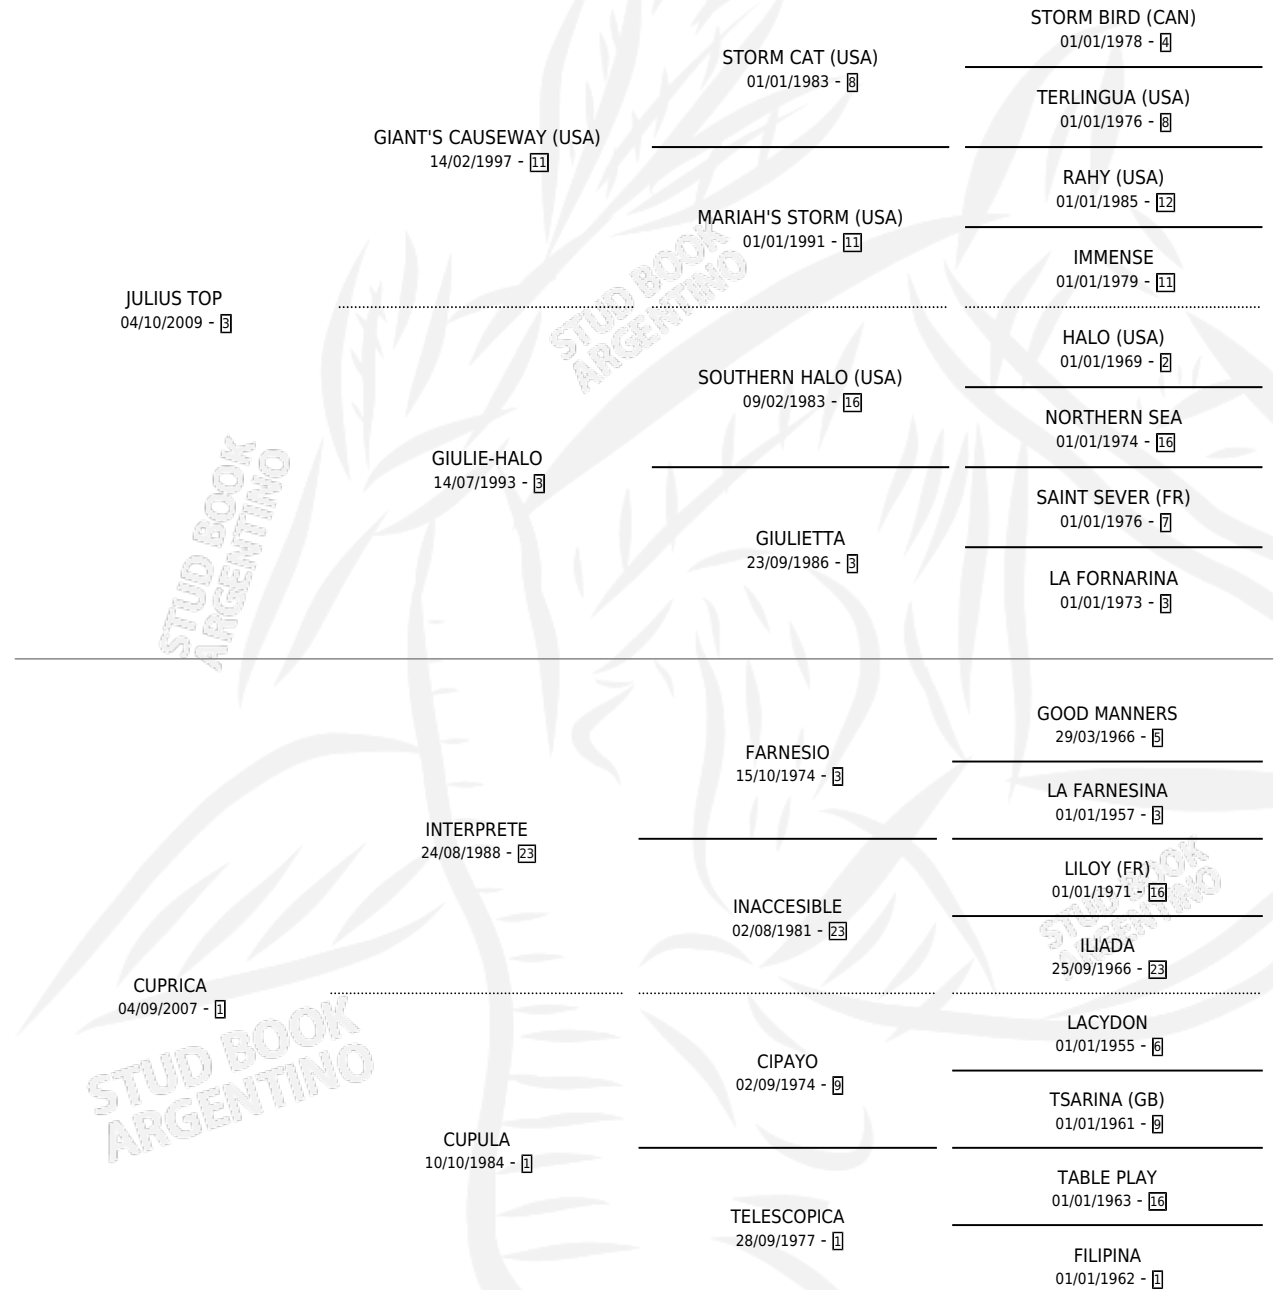 STORM BIRD (CAN)
01/01/1978 - 4
STORM CAT (USA)
01/01/1983 - 8
TERLINGUA (USA)
01/01/1976 - 8
GIANT'S CAUSEWAY (USA)
14/02/1997 - 11
RAHY (USA)
01/01/1985 - 12
MARIAH'S STORM (USA)
01/01/1991 - 11
IMMENSE
01/01/1979 - 11
JULIUS TOP
04/10/2009 - 3
HALO (USA)
01/01/1969 - 2
SOUTHERN HALO (USA)
09/02/1983 - 16
NORTHERN SEA
01/01/1974 - 16
GIULIE-HALO
14/07/1993 - 3
SAINT SEVER (FR)
01/01/1976 - 7
GIULIETTA
23/09/1986 - 3
LA FORNARINA
01/01/1973 - 3
STUD BOOK
ARGENTINO
STUD BOOK
ARGENTINO
GOOD MANNERS
29/03/1966 - 5
FARNESIO
15/10/1974 - 3
LA FARNESINA
01/01/1957 - 3
INTERPRETE
24/08/1988 - 23
LILOY (FR)
01/01/1971 - 16
INACCESIBLE
02/08/1981 - 23
ILIADA
25/09/1966 - 23
STUD BOOK
ARGENTINO
CUPRICA
04/09/2007 - 1
LACYDON
01/01/1955 - 6
CIPAYO
02/09/1974 - 9
TSARINA (GB)
01/01/1961 - 9
STUD BOOK
ARGENTINO
CUPULA
10/10/1984 - 1
TABLE PLAY
01/01/1963 - 16
TELESCOPICA
28/09/1977 - 1
FILIPINA
01/01/1962 - 1